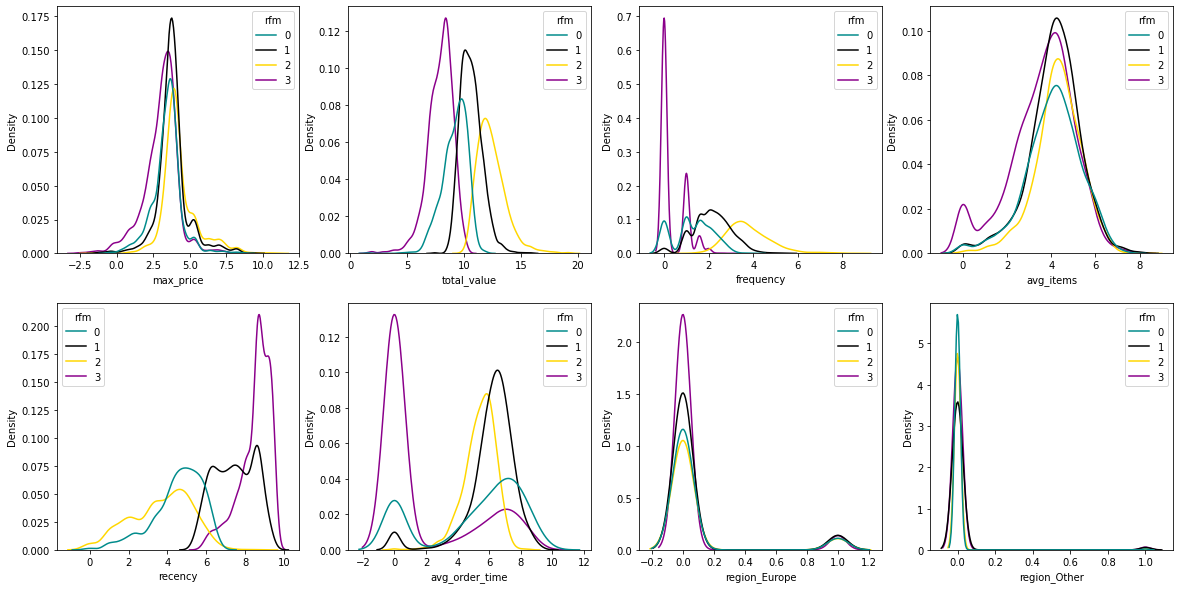 0.175
0.150
0.125
0.100
0.075
0.050
0.025
0.000
Density
−2.5 0.0 2.5 5.0 7.5 10.0 12.5
max_price
rfm
0
1
2
3
0.12
0.10
0.08
0.06
0.04
0.02
0.00
Density
0 5 10 15 20
total_value
rfm
0
1
2
3
0.7
0.6
0.5
0.4
0.3
0.2
0.1
0.0
Density
0 2 4 6 8
frequency
rfm
0
1
2
3
0.10
0.08
0.06
0.04
0.02
0.00
Density
0 2 4 6 8
avg_items
rfm
0
1
2
3
0.200
0.175
0.150
0.125
0.100
0.075
0.050
0.025
0.000
Density
0 2 4 6 8 10
recency
rfm
0
1
2
3
0.12
0.10
0.08
0.06
0.04
0.02
0.00
Density
−2 0 2 4 6 8 10 12
avg_order_time
rfm
0
1
2
3
2.0
1.5
1.0
0.5
0.0
Density
−0.2 0.0 0.2 0.4 0.6 0.8 1.0 1.2
region_Europe
rfm
0
1
2
3
5
4
3
2
1
0
Density
0.0 0.2 0.4 0.6 0.8 1.0
region_Other
rfm
0
1
2
3